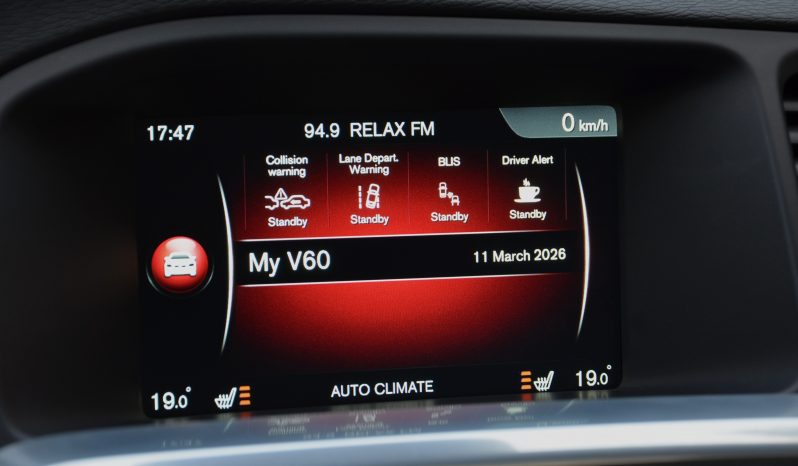 17:47
94.9 RELAX FM
0 km/h
Collision warning
Lane Depart. Warning
BLIS
Driver Alert
Standby
Standby
Standby
Standby
My V60
11 March 2026
19.0°
AUTO CLIMATE
19.0°